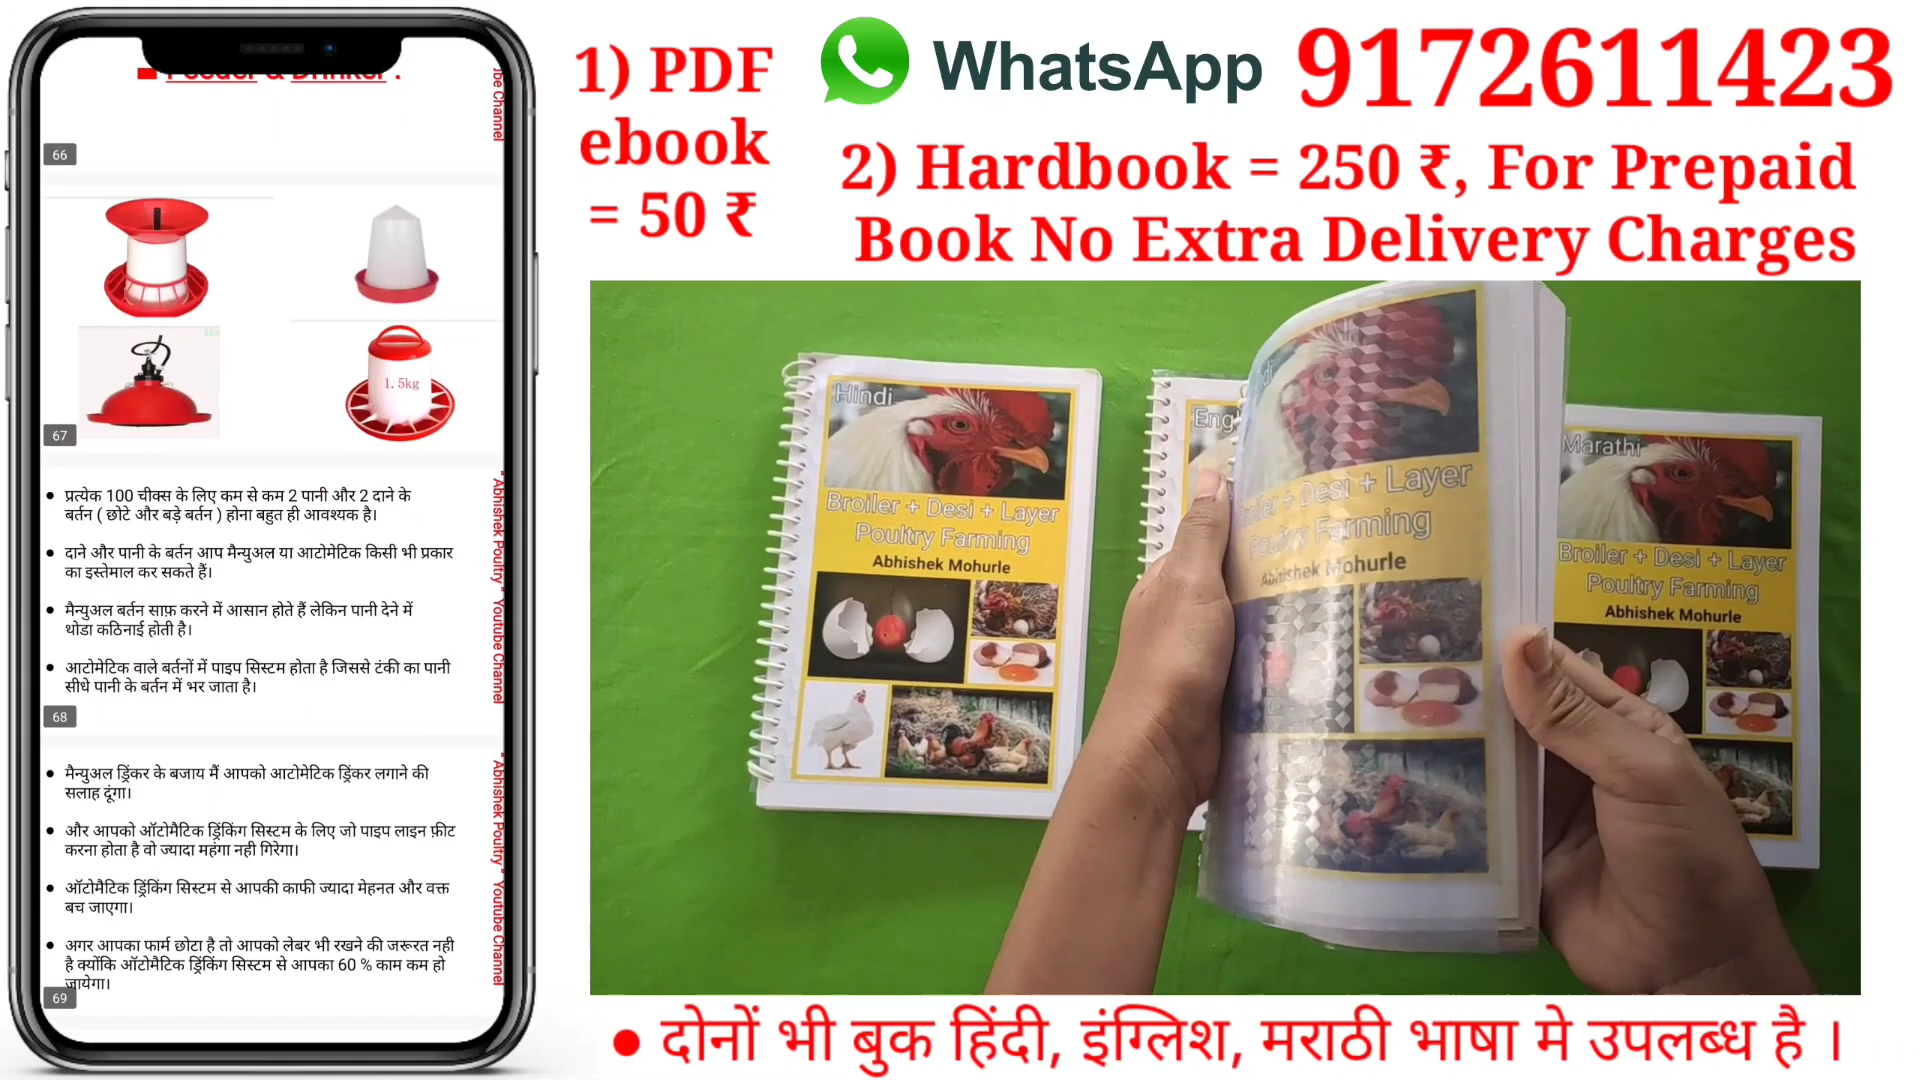 Feeder & Drinker :
be Channel
66
1.5kg
67
● प्रत्येक 100 चीक्स के लिए कम से कम 2 पानी और 2 दाने के
बर्तन ( छोटे और बड़े बर्तन ) होना बहुत ही आवश्यक है।
● दाने और पानी के बर्तन आप मैन्युअल या आटोमेटिक किसी भी प्रकार
का इस्तेमाल कर सकते हैं।
● मैन्युअल बर्तन साफ़ करने में आसान होते हैं लेकिन पानी देने में
थोडा कठिनाई होती है।
● आटोमेटिक वाले बर्तनों में पाइप सिस्टम होता है जिससे टंकी का पानी
सीधे पानी के बर्तन में भर जाता है।
"Abhishek Poultry" Youtube Channel
68
● मैन्युअल ड्रिंकर के बजाय मैं आपको आटोमेटिक ड्रिंकर लगाने की
सलाह दूंगा।
● और आपको ऑटोमैटिक ड्रिंकिंग सिस्टम के लिए जो पाइप लाइन फ़ीट
करना होता है वो ज्यादा महंगा नही गिरेगा।
● ऑटोमैटिक ड्रिंकिंग सिस्टम से आपकी काफी ज्यादा मेहनत और वक्त
बच जाएगा।
● अगर आपका फार्म छोटा है तो आपको लेबर भी रखने की जरूरत नही
है क्योंकि ऑटोमैटिक ड्रिंकिंग सिस्टम से आपका 60 % काम कम हो
जायेगा।
"Abhishek Poultry" Youtube Channel
69
1) PDF
ebook
= 50 ₹
WhatsApp 9172611423
2) Hardbook = 250 ₹, For Prepaid
Book No Extra Delivery Charges
Hindi
Broiler + Desi + Layer
Poultry Farming
Abhishek Mohurle
Eng
di
oiler + Desi + Layer
Poultry Farming
Abhishek Mohurle
Marathi
Broiler + Desi + Layer
Poultry Farming
Abhishek Mohurle
● दोनों भी बुक हिंदी, इंग्लिश, मराठी भाषा मे उपलब्ध है ।